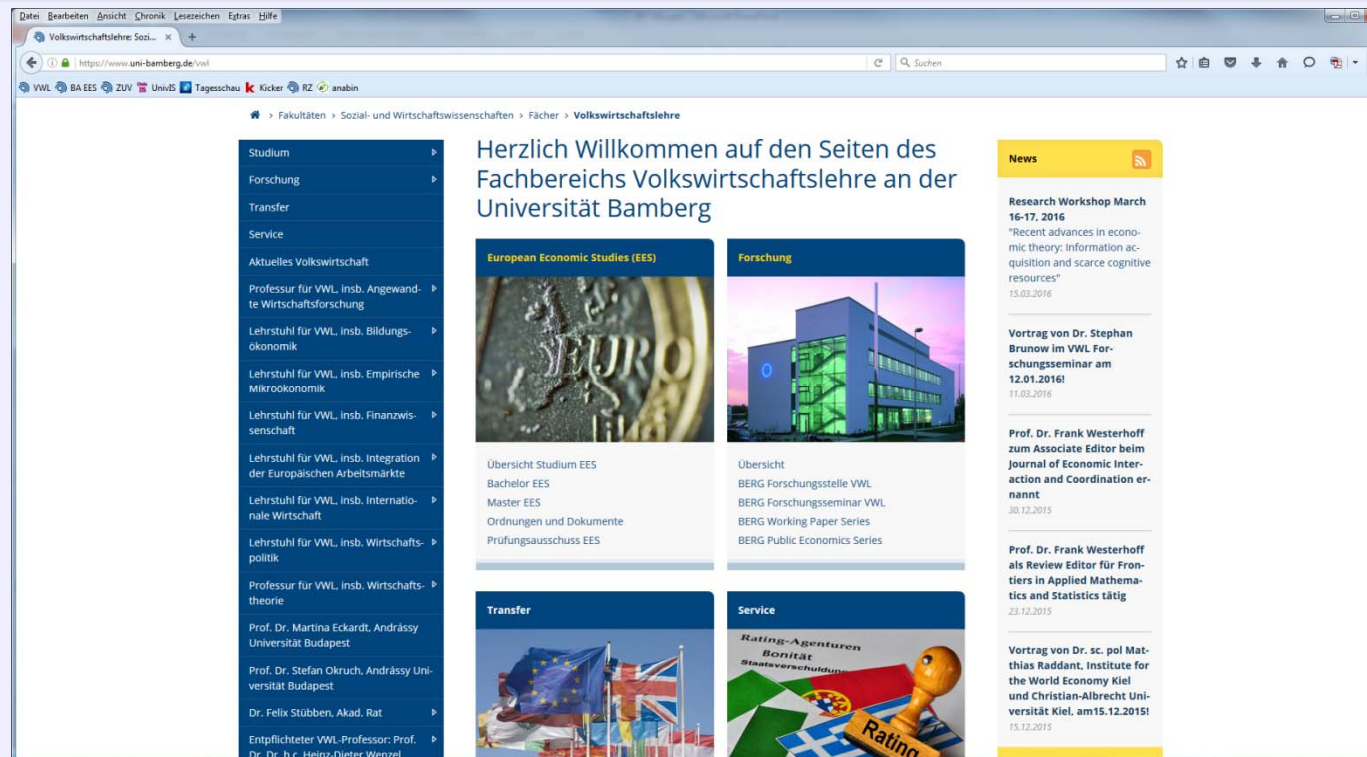 Datei Bearbeiten Ansicht Chronik Lesezeichen Extras Hilfe
Volkswirtschaftslehre: Sozi...
https://www.uni-bamberg.de/vwl
Suchen
VWL BA EES ZUV UnivIS Tagesschau Kicker RZ anabin
> Fakultäten > Sozial- und Wirtschaftswissenschaften > Fächer > Volkswirtschaftslehre
Studium
Forschung
Transfer
Service
Aktuelles Volkswirtschaft
Professur für VWL, insb. Angewand-
te Wirtschaftsforschung
Lehrstuhl für VWL, insb. Bildungs-
ökonomik
Lehrstuhl für VWL, insb. Empirische
Mikroökonomik
Lehrstuhl für VWL, insb. Finanzwis-
senschaft
Lehrstuhl für VWL, insb. Integration
der Europäischen Arbeitsmärkte
Lehrstuhl für VWL, insb. Internatio-
nale Wirtschaft
Lehrstuhl für VWL, insb. Wirtschafts-
politik
Professur für VWL, insb. Wirtschafts-
theorie
Prof. Dr. Martina Eckardt, Andrássy
Universität Budapest
Prof. Dr. Stefan Okruch, Andrássy Uni-
versität Budapest
Dr. Felix Stübben, Akad. Rat
Entpflichteter VWL-Professor: Prof.
Dr. Dr. h.c. Heinz-Dieter Wenzel
Herzlich Willkommen auf den Seiten des
Fachbereichs Volkswirtschaftslehre an der
Universität Bamberg
European Economic Studies (EES)
EURO
Übersicht Studium EES
Bachelor EES
Master EES
Ordnungen und Dokumente
Prüfungsausschuss EES
Forschung
Übersicht
BERG Forschungsstelle VWL
BERG Forschungsseminar VWL
BERG Working Paper Series
BERG Public Economics Series
Transfer
Service
Rating-Agenturen
Bonität
Staatsverschuldung
Rating
News
Research Workshop March
16-17, 2016
"Recent advances in econo-
mic theory: Information ac-
quisition and scarce cognitive
resources"
15.03.2016
Vortrag von Dr. Stephan
Brunow im VWL For-
schungsseminar am
12.01.2016!
11.03.2016
Prof. Dr. Frank Westerhoff
zum Associate Editor beim
Journal of Economic Inter-
action and Coordination er-
nannt
30.12.2015
Prof. Dr. Frank Westerhoff
als Review Editor für Fron-
tiers in Applied Mathema-
tics and Statistics tätig
23.12.2015
Vortrag von Dr. sc. pol Mat-
thias Raddant, Institute for
the World Economy Kiel
und Christian-Albrecht Uni-
versität Kiel, am15.12.2015!
15.12.2015